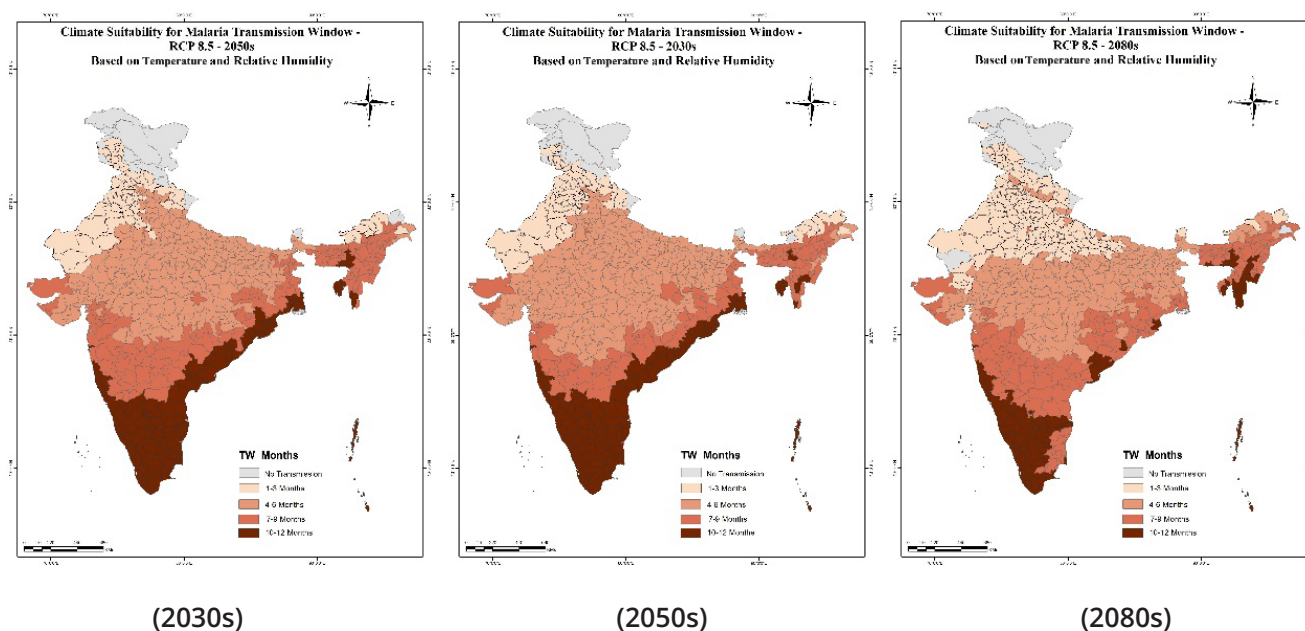 Climate Suitability for Malaria Transmission Window -
RCP 8.5 - 2050s
Based on Temperature and Relative Humidity
W E
TW Months
No Transmission
1-3 Months
4-6 Months
7-9 Months
10-12 Months
(2030s)
Climate Suitability for Malaria Transmission Window -
RCP 8.5 - 2030s
Based on Temperature and Relative Humidity
W E
TW Months
No Transmission
1-3 Months
4-6 Months
7-9 Months
10-12 Months
(2050s)
Climate Suitability for Malaria Transmission Window -
RCP 8.5 - 2080s
Based on Temperature and Relative Humidity
W E
TW Months
No Transmission
1-3 Months
4-6 Months
7-9 Months
10-12 Months
(2080s)